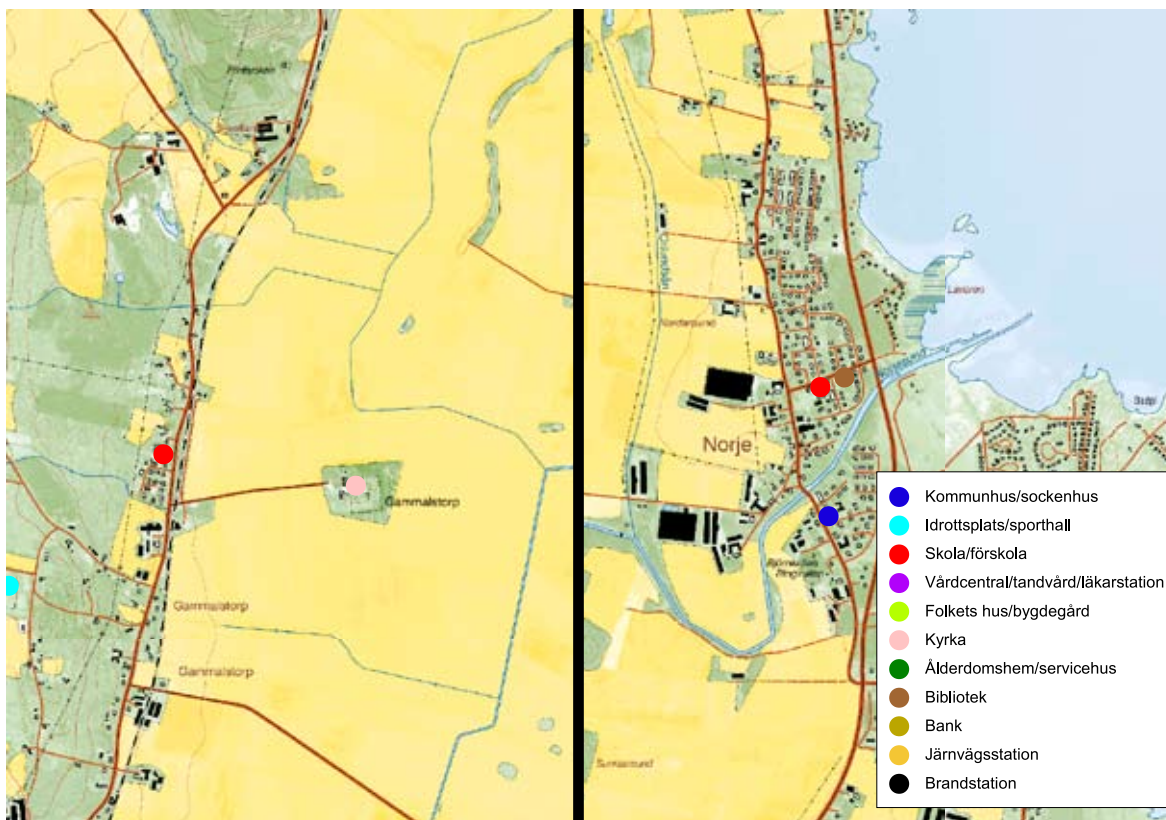 Gammalstorp
Gammalstorp
Gammalstorp
Norje
Kommunhus/sockenhus
Idrottsplats/sporthall
Skola/förskola
Vårdcentral/tandvård/läkarstation
Folkets hus/bygdegård
Kyrka
Ålderdomshem/servicehus
Bibliotek
Bank
Järnvägsstation
Brandstation